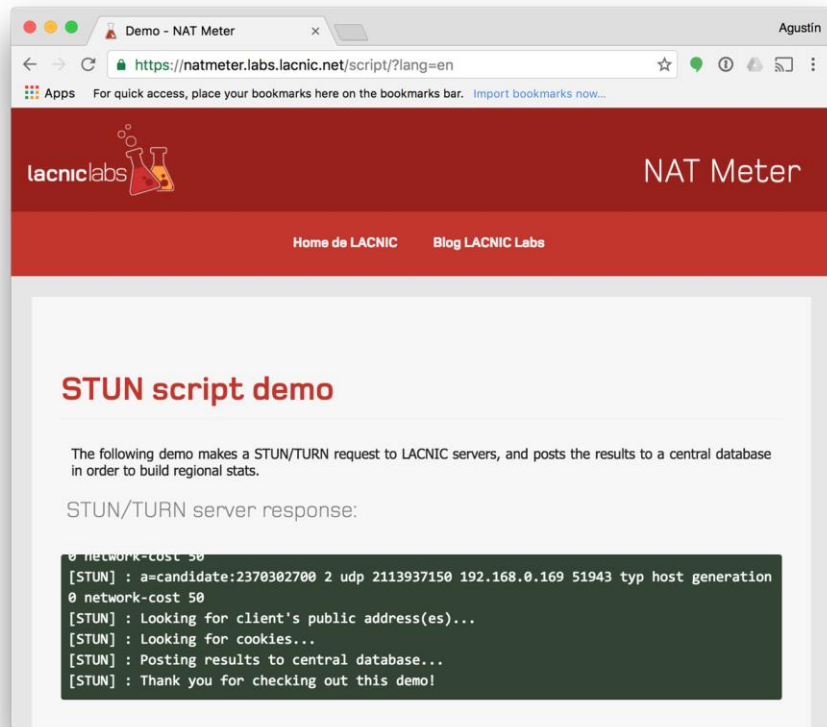 Demo - NAT Meter
Agustín
https://natmeter.labs.lacnic.net/script/?lang=en
Apps For quick access, place your bookmarks here on the bookmarks bar. Import bookmarks now...
lacniclabs
NAT Meter
Home de LACNIC Blog LACNIC Labs
STUN script demo
The following demo makes a STUN/TURN request to LACNIC servers, and posts the results to a central database
in order to build regional stats.
STUN/TURN server response:
0 network-cost 50
[STUN] : a=candidate:2370302700 2 udp 2113937150 192.168.0.169 51943 typ host generation
0 network-cost 50
[STUN] : Looking for client's public address(es)...
[STUN] : Looking for cookies...
[STUN] : Posting results to central database...
[STUN] : Thank you for checking out this demo!